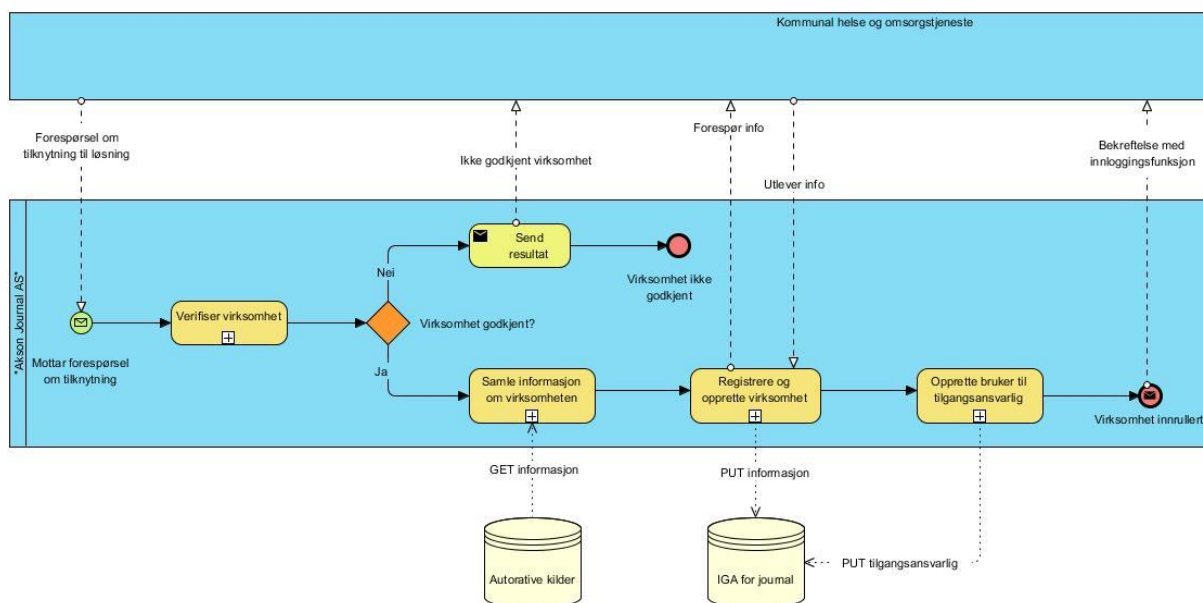 Kommunal helse og omsorgstjeneste
Forespørsel om
tilknytning til løsning
Ikke godkjent virksomhet
Forespør info
Utlever info
Bekreftelse med
innloggingsfunksjon
"Akson Journal AS"
Mottar forespørsel
om tilknytning
Verifiser virksomhet
Virksomhet godkjent?
Nei
Ja
Send
resultat
Virksomhet ikke
godkjent
Samle informasjon
om virksomheten
Registrere og
opprette virksomhet
Opprette bruker til
tilgangsansvarlig
Virksomhet innrullert
GET informasjon
PUT informasjon
PUT tilgangsansvarlig
Autorative kilder
IGA for journal